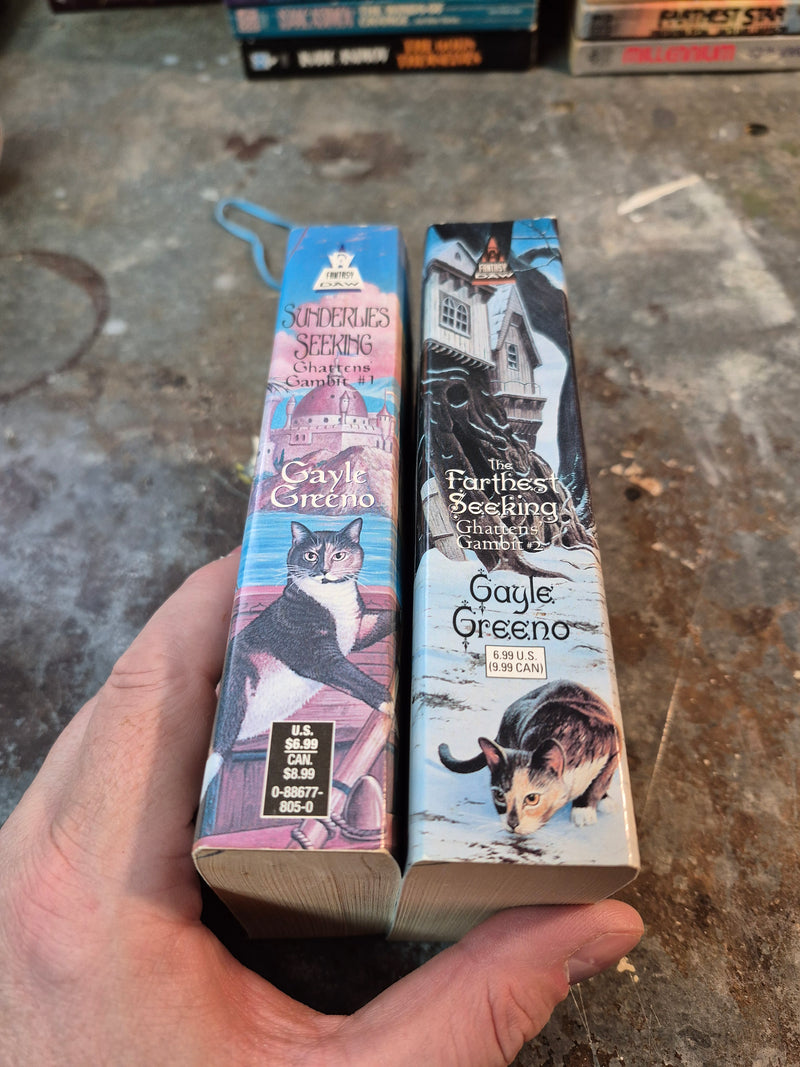 FANTASY
DAW
SUNDERLIES
SEEKING
Ghattens
Gambit #1
Gayle
Greeno
U.S.
$6.99
CAN.
$8.99
0-88677-
805-0
FANTASY
DAW
The
Farthest
Seeking
Ghattens'
Gambit #2
Gayle
Greeno
6.99 U.S.
(9.99 CAN)
FARTHEST STAR
MILLENNIUM